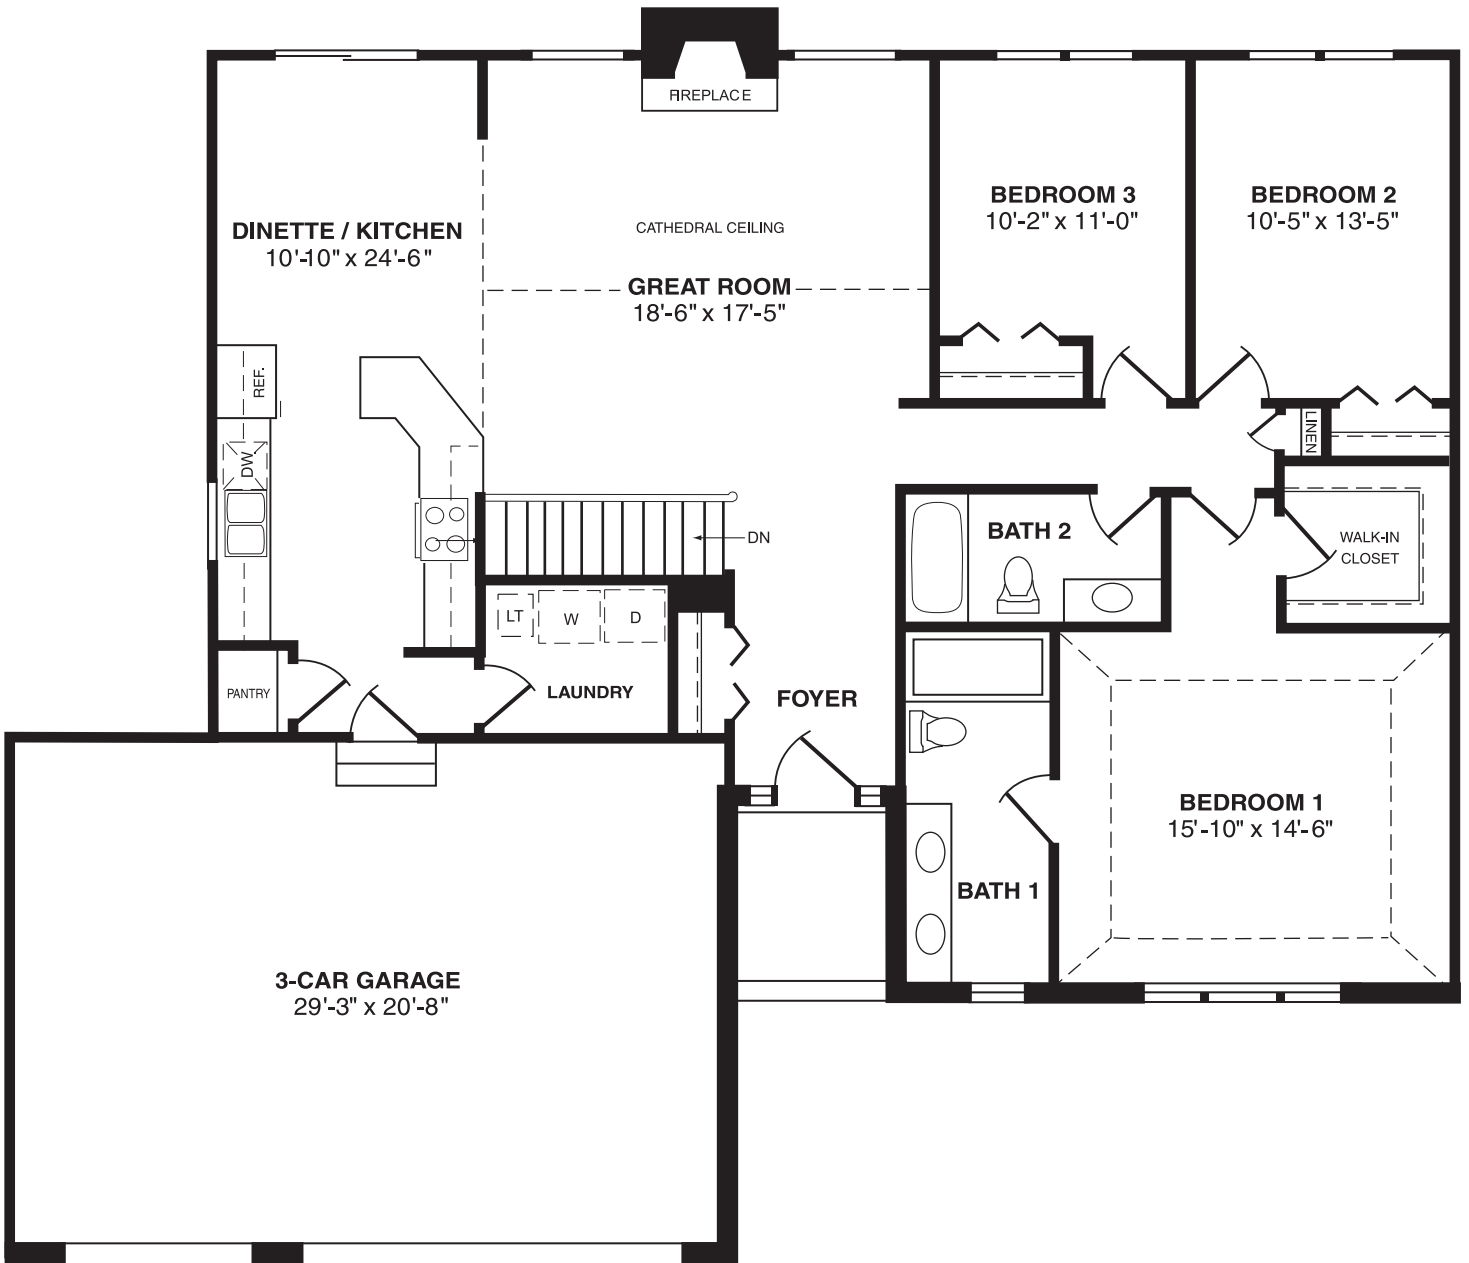 FIREPLACE
BEDROOM 3
10'-2" x 11'-0"
BEDROOM 2
10'-5" x 13'-5"
DINETTE / KITCHEN
10'-10" x 24'-6"
CATHEDRAL CEILING
GREAT ROOM
18'-6" x 17'-5"
REF.
DW
LINEN
BATH 2
DN
WALK-IN
CLOSET
LT
W
D
PANTRY
LAUNDRY
FOYER
BEDROOM 1
15'-10" x 14'-6"
BATH 1
3-CAR GARAGE
29'-3" x 20'-8"